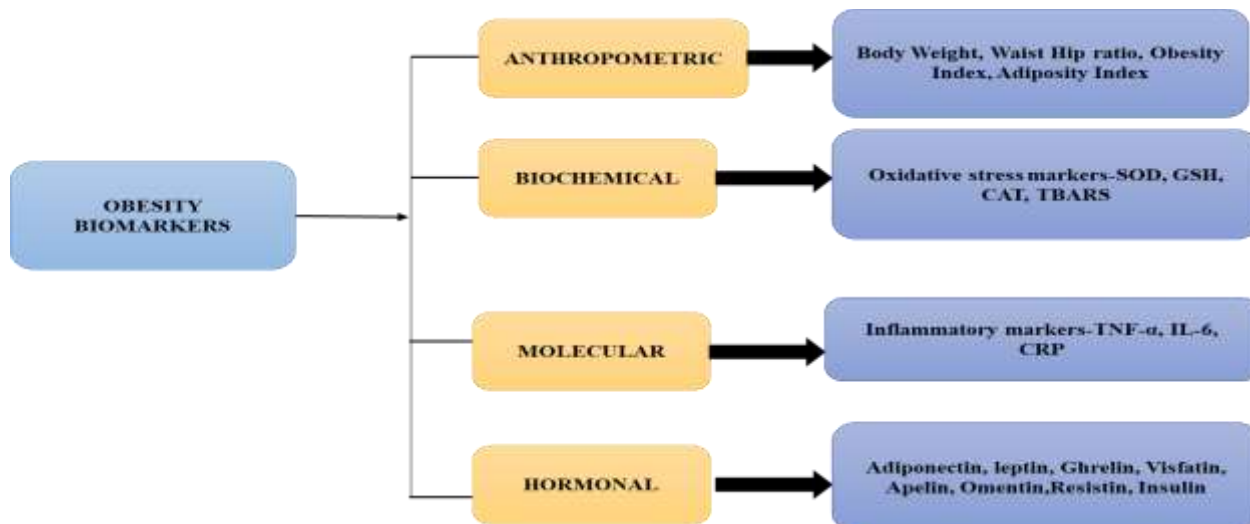 OBESITY
BIOMARKERS
ANTHROPOMETRIC
Body Weight, Waist Hip ratio, Obesity
Index, Adiposity Index
BIOCHEMICAL
Oxidative stress markers-SOD, GSH,
CAT, TBARS
MOLECULAR
Inflammatory markers-TNF-α, IL-6,
CRP
HORMONAL
Adiponectin, leptin, Ghrelin, Visfatin,
Apelin, Omentin,Resistin, Insulin